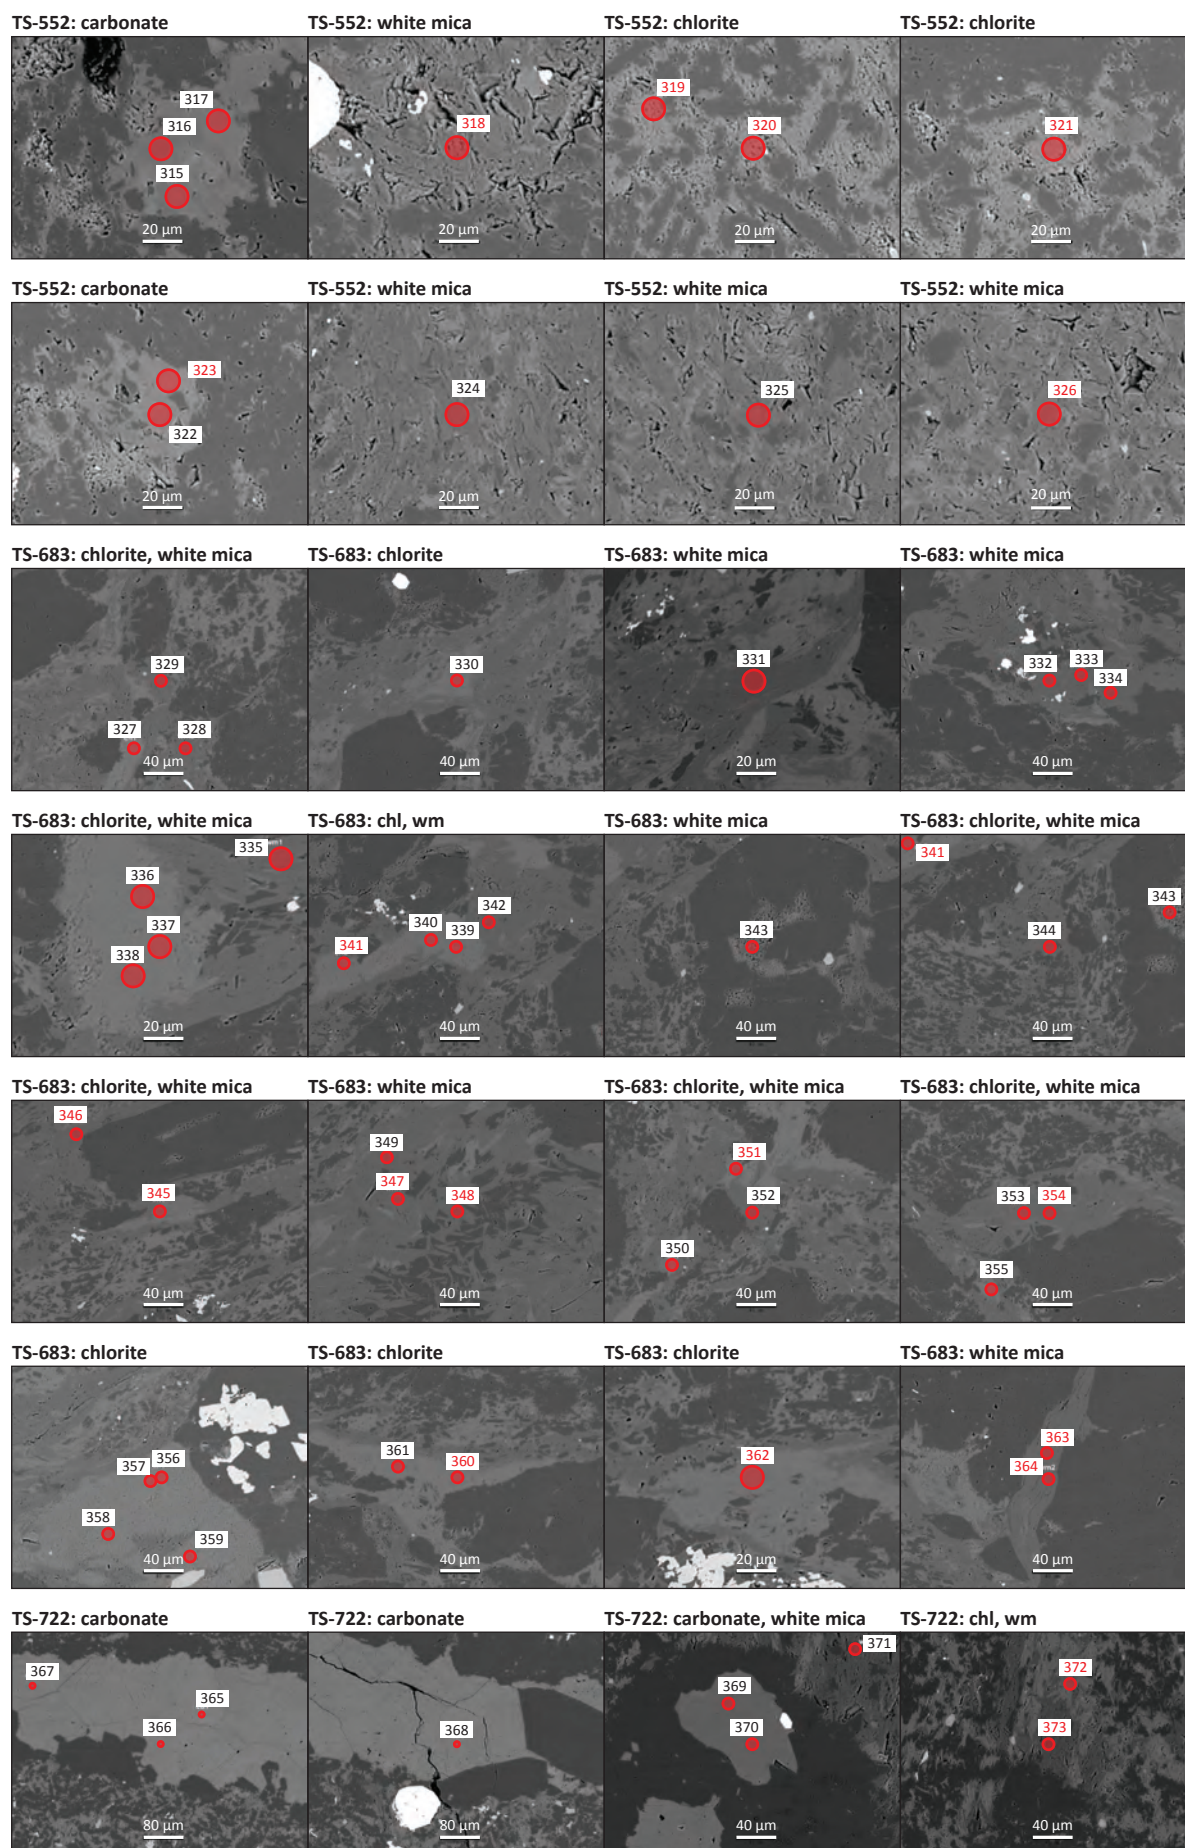 TS-552: carbonate
TS-552: white mica
TS-552: chlorite
TS-552: chlorite
317
316
315
20 µm
318
20 µm
319
320
20 µm
321
20 µm
TS-552: carbonate
TS-552: white mica
TS-552: white mica
TS-552: white mica
323
322
20 µm
324
20 µm
325
20 µm
326
20 µm
TS-683: chlorite, white mica
TS-683: chlorite
TS-683: white mica
TS-683: white mica
329
327
328
40 µm
330
40 µm
331
20 µm
332
333
334
40 µm
TS-683: chlorite, white mica
TS-683: chl, wm
TS-683: white mica
TS-683: chlorite, white mica
335
336
337
338
20 µm
342
340
339
341
40 µm
343
40 µm
341
343
344
40 µm
TS-683: chlorite, white mica
TS-683: white mica
TS-683: chlorite, white mica
TS-683: chlorite, white mica
346
345
40 µm
349
347
348
40 µm
351
352
350
40 µm
353
354
355
40 µm
TS-683: chlorite
TS-683: chlorite
TS-683: chlorite
TS-683: white mica
357
356
358
359
40 µm
361
360
40 µm
362
20 µm
363
364
40 µm
TS-722: carbonate
TS-722: carbonate
TS-722: carbonate, white mica
TS-722: chl, wm
367
365
366
80 µm
368
80 µm
371
369
370
40 µm
372
373
40 µm